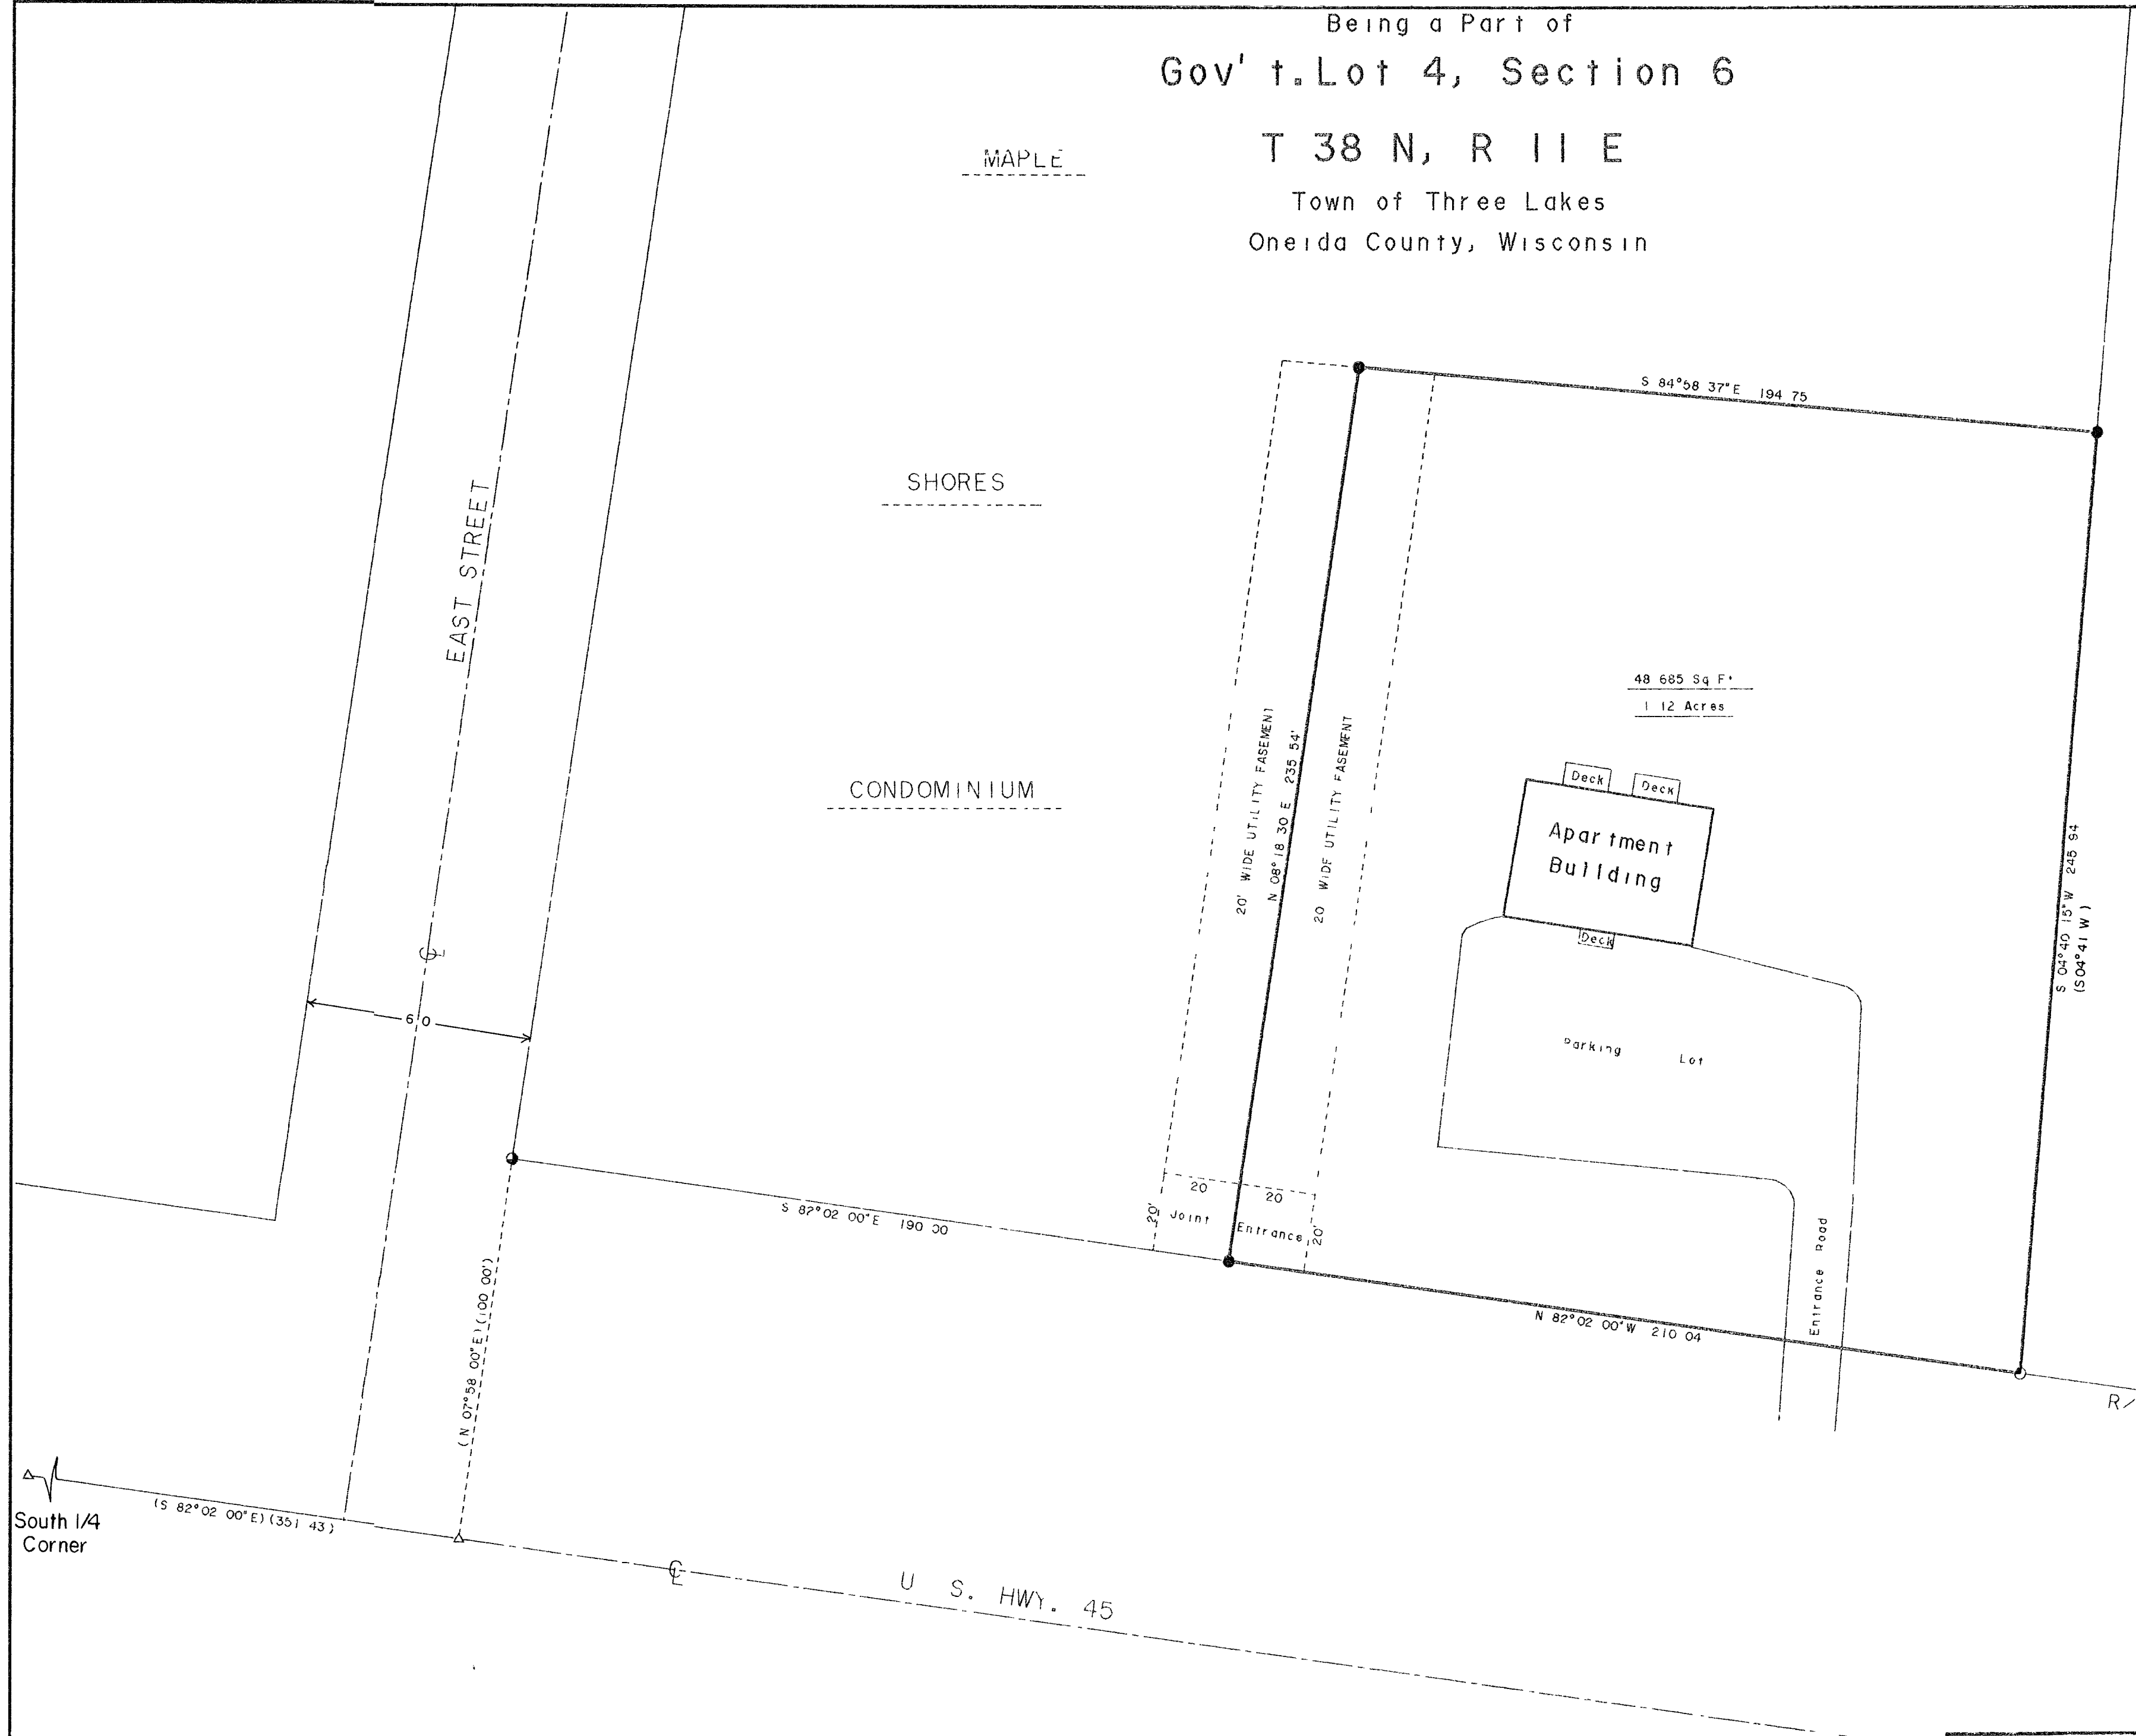 Being a Part of
Gov't. Lot 4, Section 6
T 38 N, R 11 E
Town of Three Lakes
Oneida County, Wisconsin
MAPLE
SHORES
CONDOMINIUM
EAST STREET
60
S 84°58 37"E 194 75
48 685 Sq Ft
1 12 Acres
20' WIDE UTILITY EASEMENT
N 08° 18 30 E 235 54'
20 WIDE UTILITY EASEMENT
Deck
Deck
Apartment
Building
Deck
S 04°40 15"W 245 94
(S04°41 W)
Parking Lot
20 20
20' Joint Entrance 20'
S 82°02 00"E 190 00
Entrance Road
N 82°02 00"W 210 04
(N 07°58 00"E)(100 00')
R/
(S 82°02 00"E)(351 43)
South 1/4
Corner
U S. HWY. 45